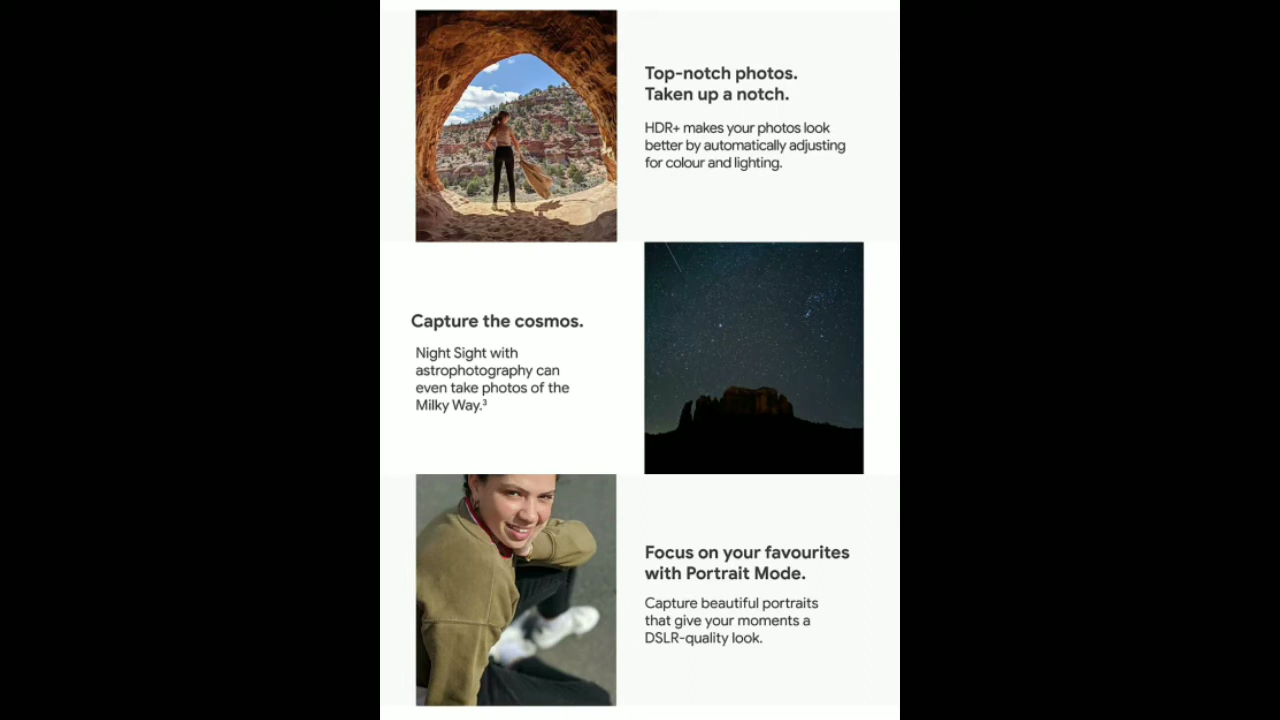 Top-notch photos.
Taken up a notch.
HDR+ makes your photos look
better by automatically adjusting
for colour and lighting.
Capture the cosmos.
Night Sight with
astrophotography can
even take photos of the
Milky Way.³
Focus on your favourites
with Portrait Mode.
Capture beautiful portraits
that give your moments a
DSLR-quality look.